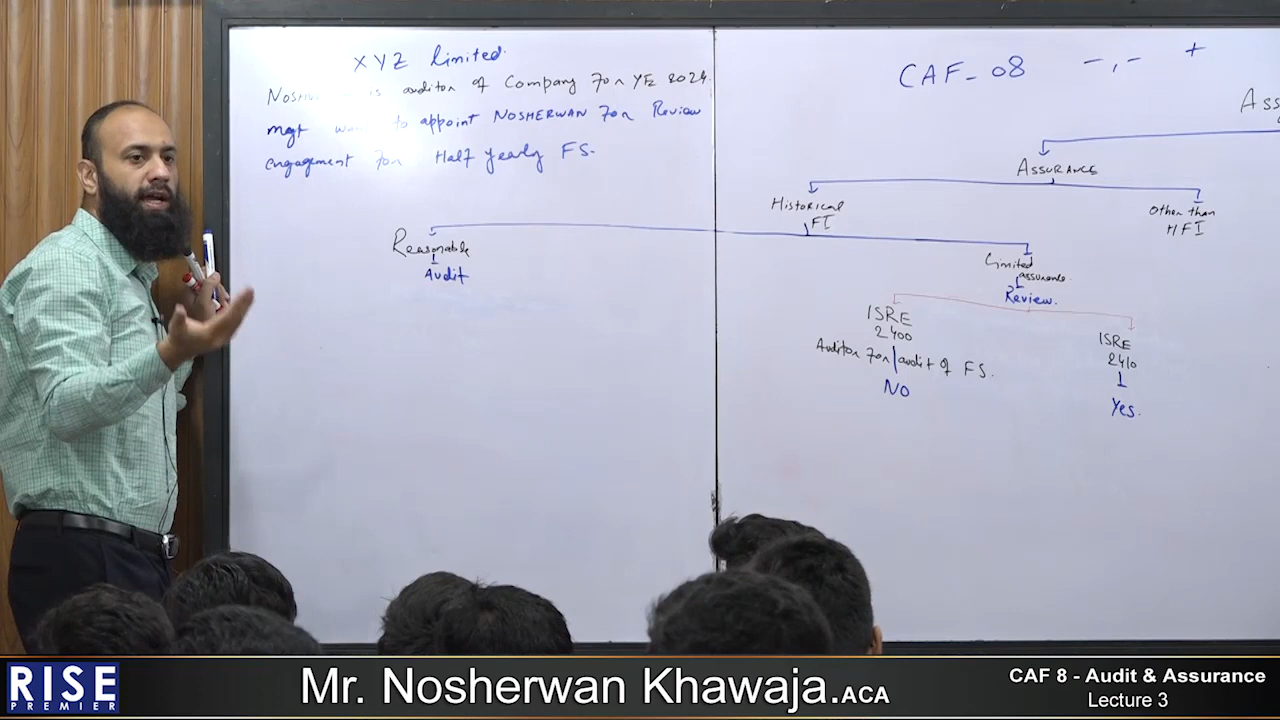 XYZ Limited.
is auditor of Company For YE 2024.
mgt to appoint NOSHERWAN For Review
engagement For Half yearly FS.
CAF-08 -,- +
Ass
ASSURANCE
Historical
FI
Other than
HFI
Reasonable
Audit
Limited
assurance.
Review.
ISRE
2400
ISRE
2410
Auditor For audit of FS.
No
Yes.
RISE
PREMIER
Mr. Nosherwan Khawaja.ACA
CAF 8 - Audit & Assurance
Lecture 3